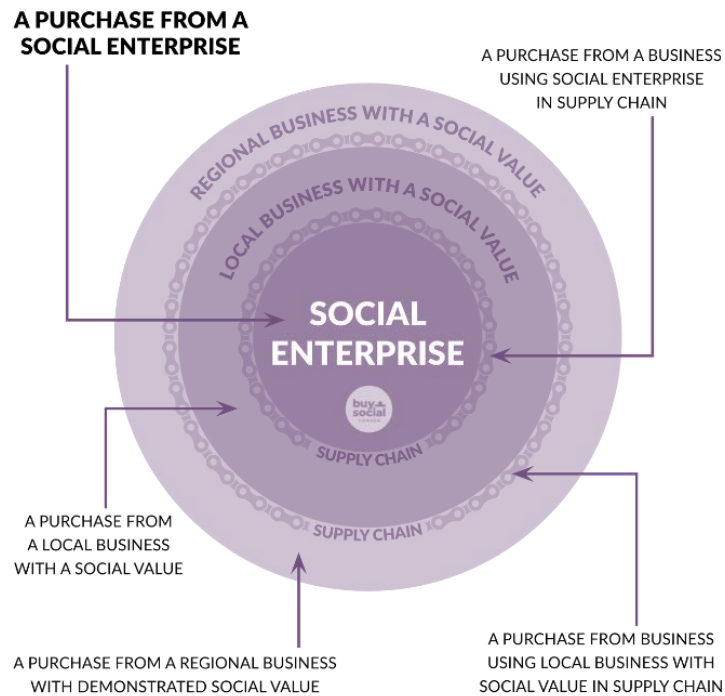 A PURCHASE FROM A
SOCIAL ENTERPRISE
A PURCHASE FROM A BUSINESS
USING SOCIAL ENTERPRISE
IN SUPPLY CHAIN
REGIONAL BUSINESS WITH A SOCIAL VALUE
LOCAL BUSINESS WITH A SOCIAL VALUE
SOCIAL
ENTERPRISE
buy
social
CANADA
SUPPLY CHAIN
SUPPLY CHAIN
A PURCHASE FROM
A LOCAL BUSINESS
WITH A SOCIAL VALUE
A PURCHASE FROM A REGIONAL BUSINESS
WITH DEMONSTRATED SOCIAL VALUE
A PURCHASE FROM BUSINESS
USING LOCAL BUSINESS WITH
SOCIAL VALUE IN SUPPLY CHAIN